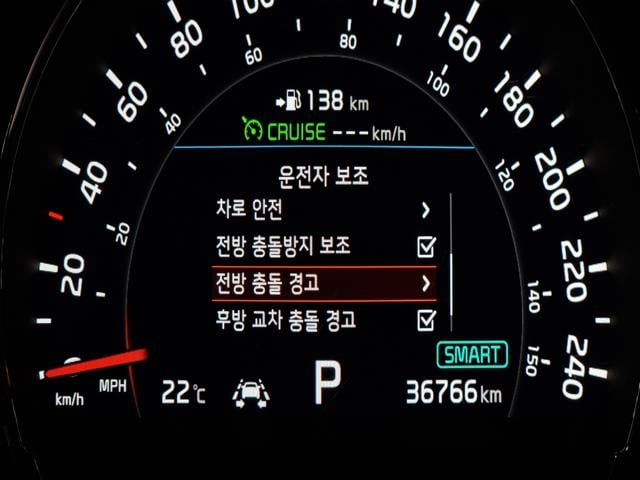 100
140
80
160
60
80
60
100
180
138 km
CRUISE ---km/h
40
120
200
40
운전자 보조
차로 안전
20
전방 충돌방지 보조
전방 충돌 경고
220
20
140
후방 교차 충돌 경고
SMART
150
240
0
MPH
km/h
22°C
P
36766 km